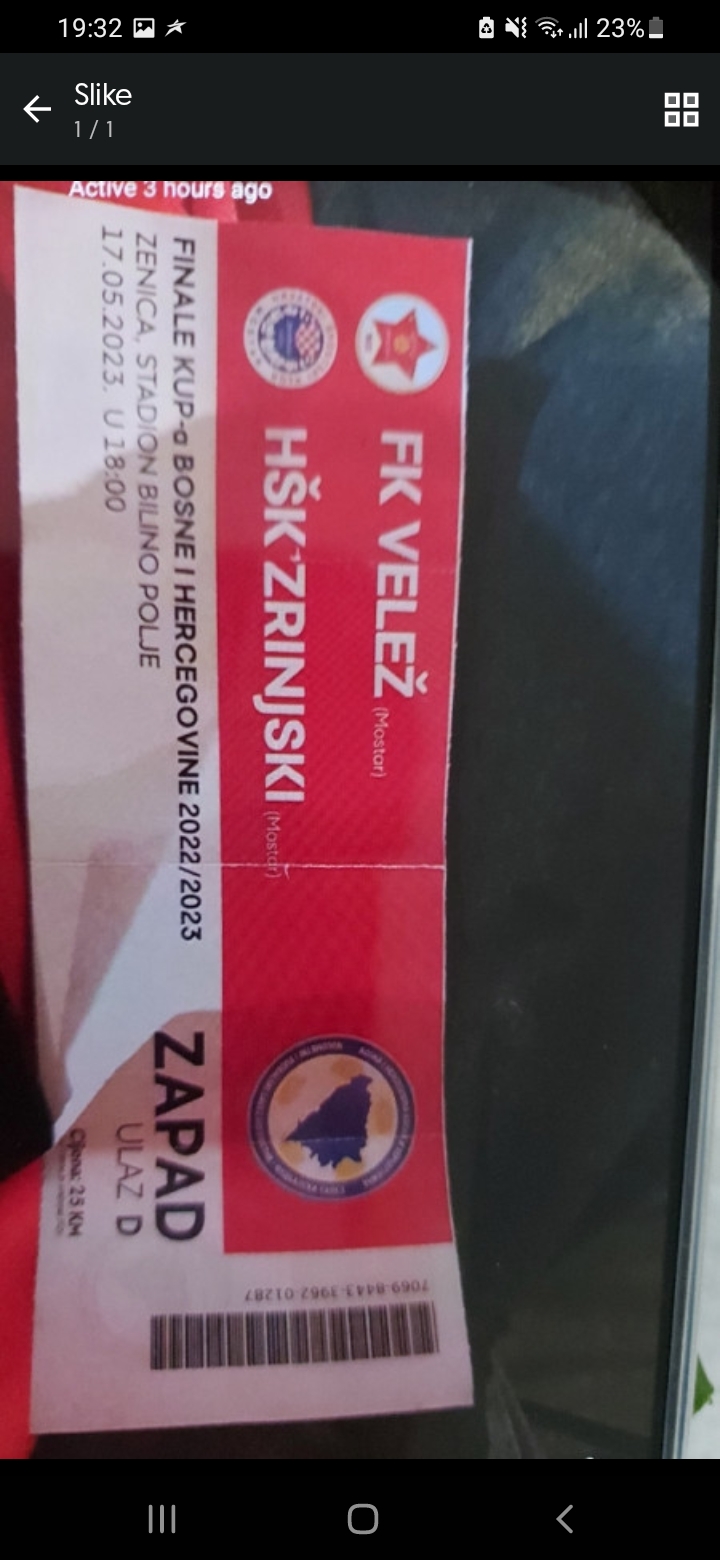 19:32
23%
Slike
1 / 1
Active 3 hours ago
FK VELEŽ (Mostar)
HŠK ZRINJSKI (Mostar)
FINALE KUP-a BOSNE I HERCEGOVINE 2022/2023
ZENICA, STADION BILINO POLJE
17.05.2023. U 18:00
ZAPAD
ULAZ D
Cijena: 25 KM
7069-8443-3962-01287